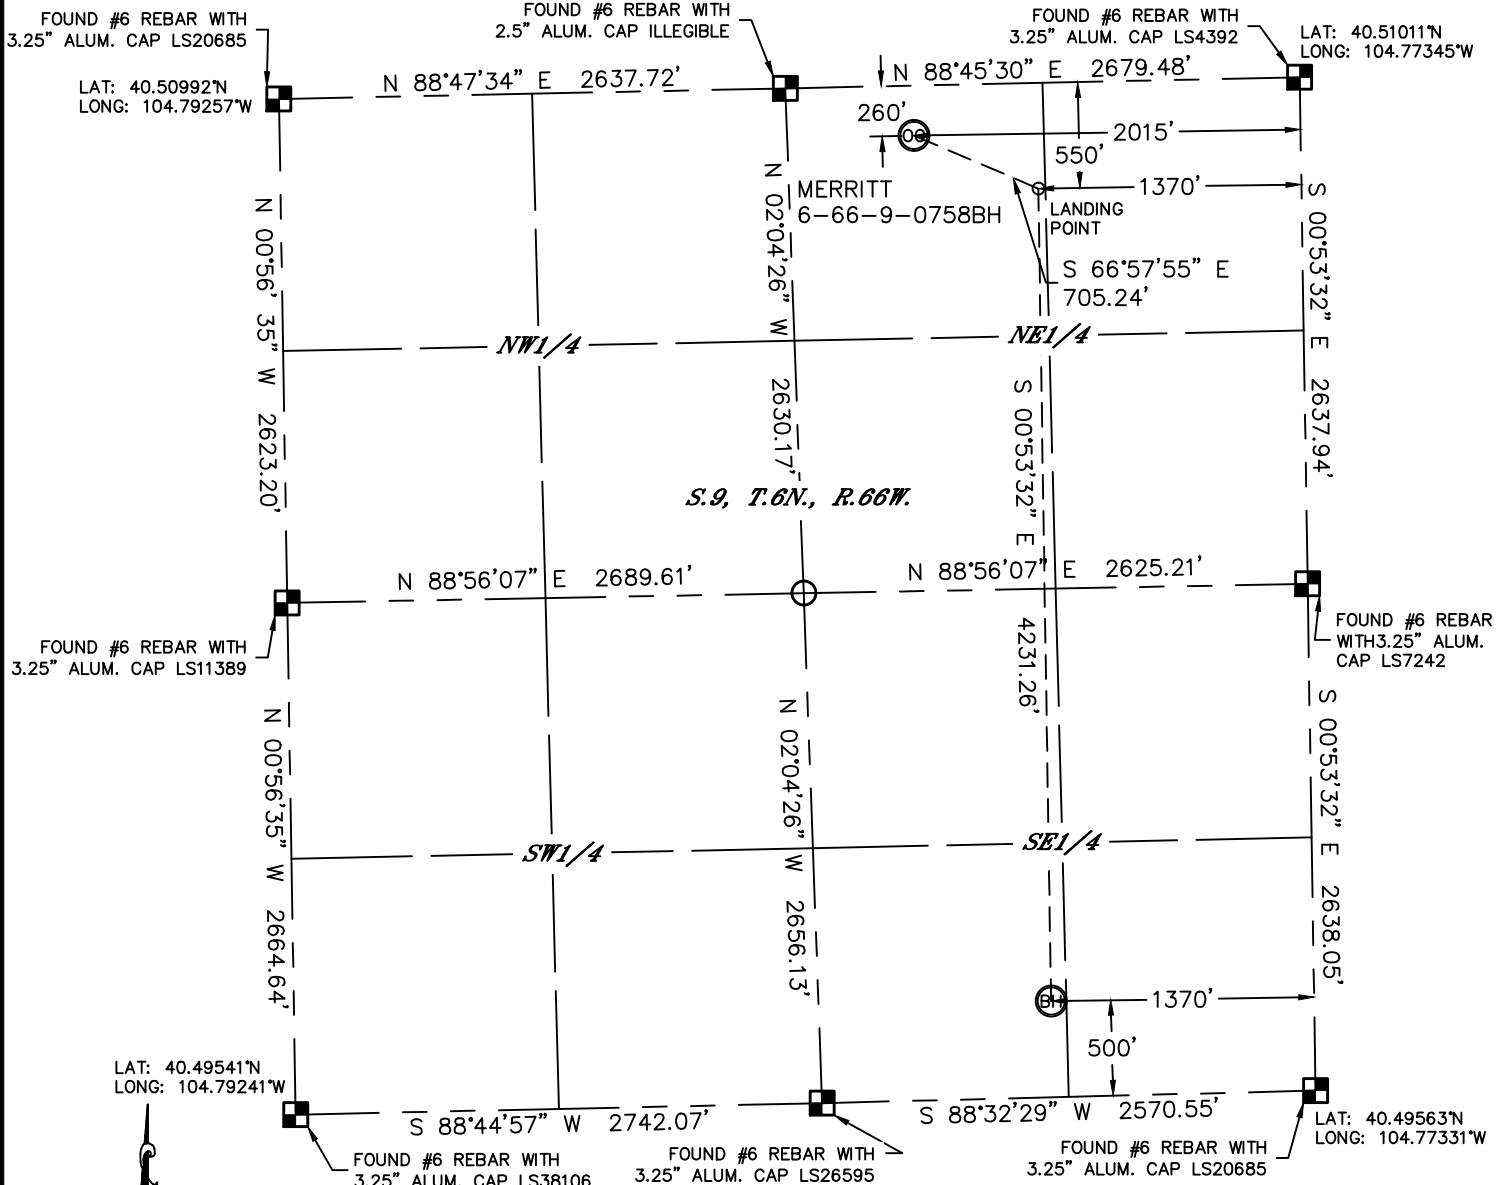 FOUND #6 REBAR WITH
3.25" ALUM. CAP LS20685
FOUND #6 REBAR WITH
2.5" ALUM. CAP ILLEGIBLE
FOUND #6 REBAR WITH
3.25" ALUM. CAP LS4392
LAT: 40.51011°N
LONG: 104.77345°W
LAT: 40.50992°N
LONG: 104.79257°W
N 88°47'34" E 2637.72'
N 88°45'30" E 2679.48'
260'
OG
2015'
550'
1370'
MERRITT
6-66-9-0758BH
LANDING
POINT
S 66°57'55" E
705.24'
N 00°56' 35" W 2623.20'
N 02°04'26" W 2630.17'
S 00°53'32" E 2637.94'
NW1/4
NE1/4
S 00°53'32" E 4231.26'
S.9, T.6N., R.66W.
N 88°56'07" E 2689.61'
N 88°56'07" E 2625.21'
FOUND #6 REBAR WITH
3.25" ALUM. CAP LS11389
FOUND #6 REBAR
WITH3.25" ALUM.
CAP LS7242
N 00°56'35" W 2664.64'
N 02°04'26" W 2656.13'
S 00°53'32" E 2638.05'
SW1/4
SE1/4
BH
1370'
500'
LAT: 40.49541°N
LONG: 104.79241°W
S 88°44'57" W 2742.07'
S 88°32'29" W 2570.55'
LAT: 40.49563°N
LONG: 104.77331°W
FOUND #6 REBAR WITH
3.25" ALUM. CAP LS38106
FOUND #6 REBAR WITH
3.25" ALUM. CAP LS26595
FOUND #6 REBAR WITH
3.25" ALUM. CAP LS20685